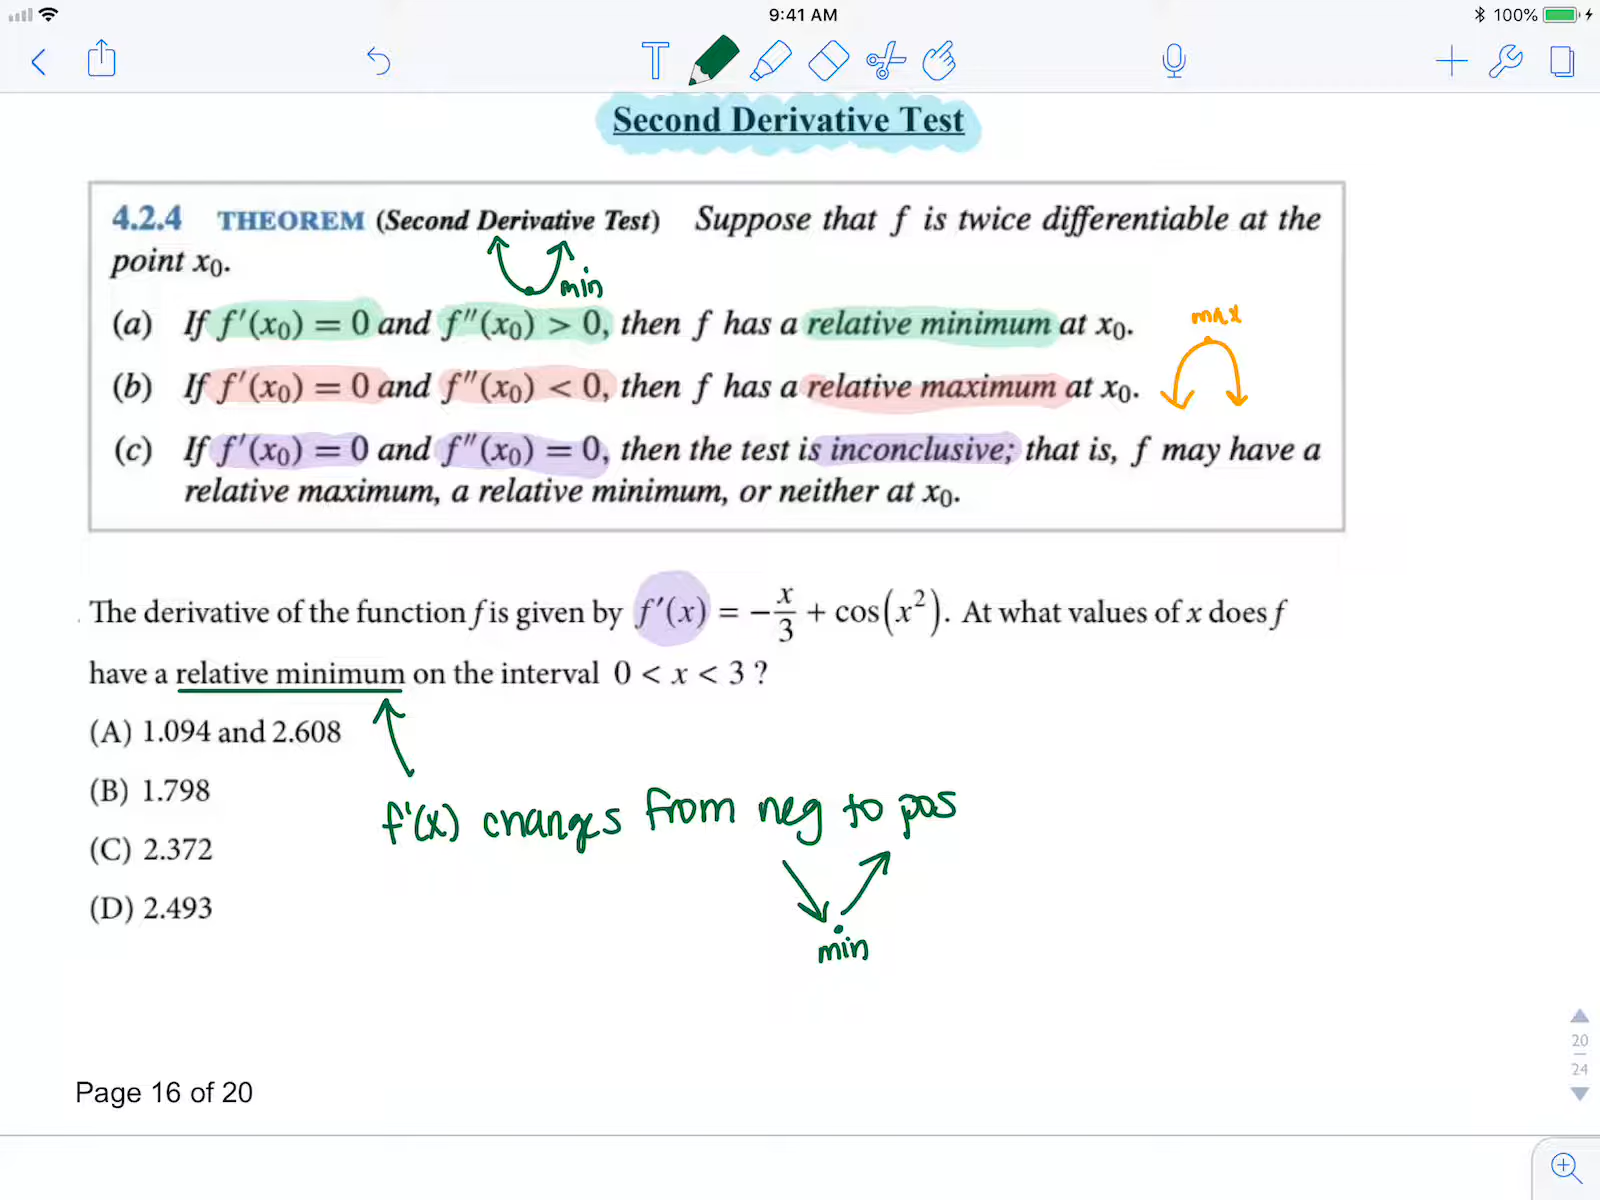 9:41 AM
100%
T
Second Derivative Test
4.2.4 THEOREM (Second Derivative Test) Suppose that f is twice differentiable at the
point x₀.
min
(a) If f′(x₀) = 0 and f″(x₀) > 0, then f has a relative minimum at x₀.
max
(b) If f′(x₀) = 0 and f″(x₀) < 0, then f has a relative maximum at x₀.
(c) If f′(x₀) = 0 and f″(x₀) = 0, then the test is inconclusive; that is, f may have a
relative maximum, a relative minimum, or neither at x₀.
The derivative of the function f is given by f′(x) = −x/3 + cos(x²). At what values of x does f
have a relative minimum on the interval 0 < x < 3 ?
(A) 1.094 and 2.608
(B) 1.798
f'(x) changes from neg to pos
(C) 2.372
(D) 2.493
min
20
24
Page 16 of 20